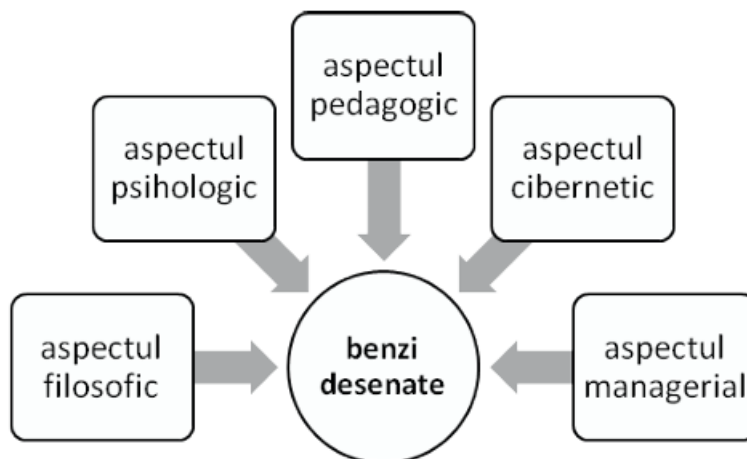 aspectul
pedagogic
aspectul
psihologic
aspectul
cibernetic
aspectul
filosofic
benzi
desenate
aspectul
managerial